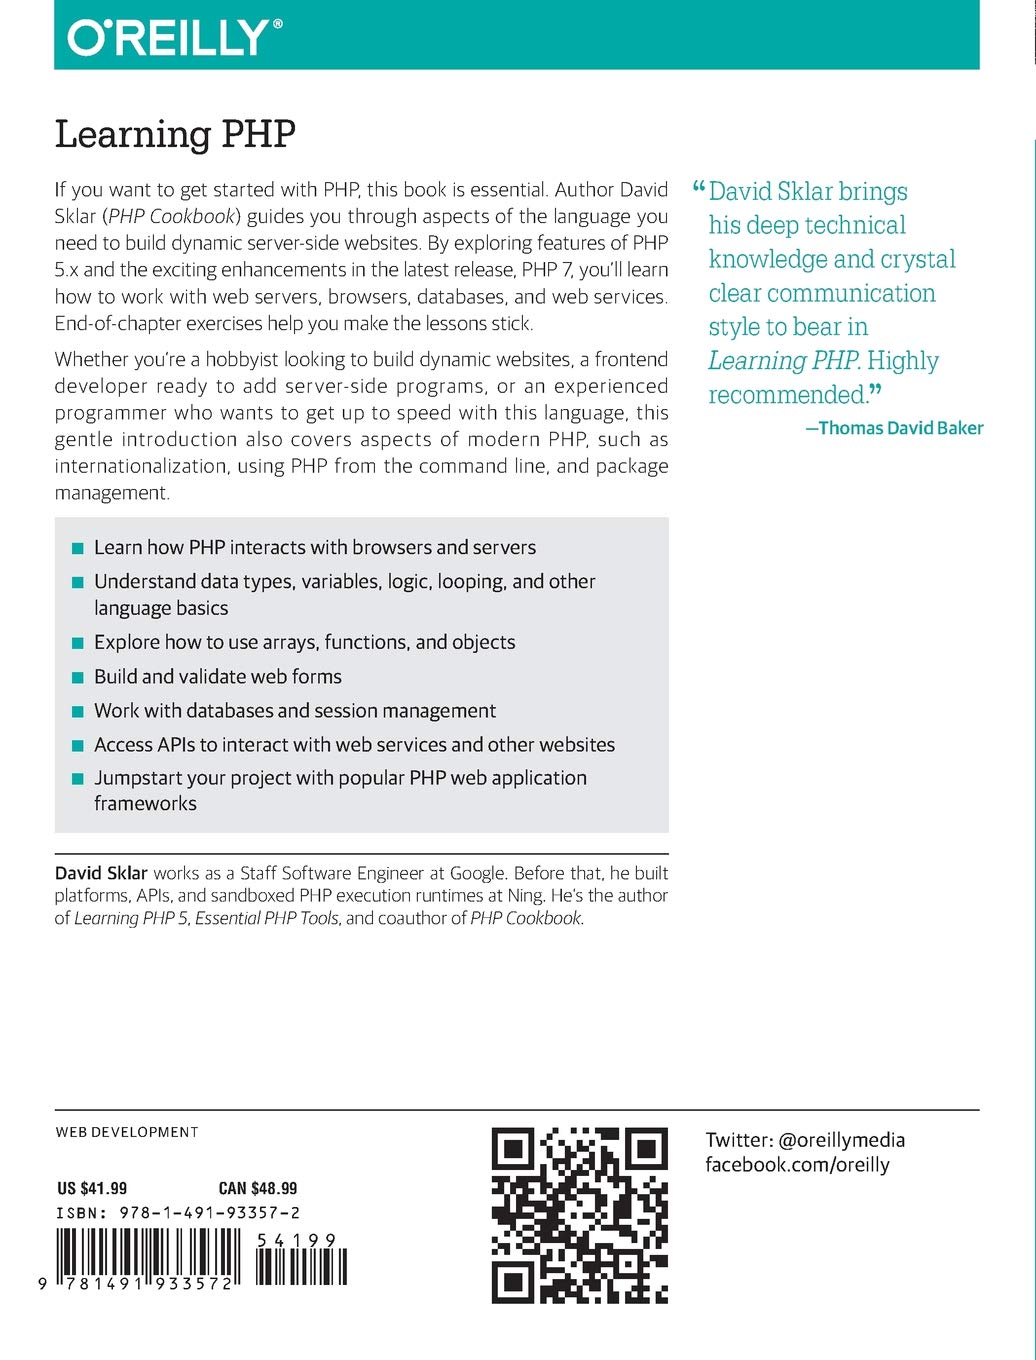 O'REILLY®
Learning PHP
If you want to get started with PHP, this book is essential. Author David
Sklar (PHP Cookbook) guides you through aspects of the language you
need to build dynamic server-side websites. By exploring features of PHP
5.x and the exciting enhancements in the latest release, PHP 7, you'll learn
how to work with web servers, browsers, databases, and web services.
End-of-chapter exercises help you make the lessons stick.
Whether you're a hobbyist looking to build dynamic websites, a frontend
developer ready to add server-side programs, or an experienced
programmer who wants to get up to speed with this language, this
gentle introduction also covers aspects of modern PHP, such as
internationalization, using PHP from the command line, and package
management.
Learn how PHP interacts with browsers and servers
Understand data types, variables, logic, looping, and other
language basics
Explore how to use arrays, functions, and objects
Build and validate web forms
Work with databases and session management
Access APIs to interact with web services and other websites
Jumpstart your project with popular PHP web application
frameworks
David Sklar works as a Staff Software Engineer at Google. Before that, he built
platforms, APIs, and sandboxed PHP execution runtimes at Ning. He's the author
of Learning PHP 5, Essential PHP Tools, and coauthor of PHP Cookbook.
“David Sklar brings
his deep technical
knowledge and crystal
clear communication
style to bear in
Learning PHP. Highly
recommended.”
—Thomas David Baker
WEB DEVELOPMENT
US $41.99 CAN $48.99
ISBN: 978-1-491-93357-2
54199
9 781491 933572
Twitter: @oreillymedia
facebook.com/oreilly